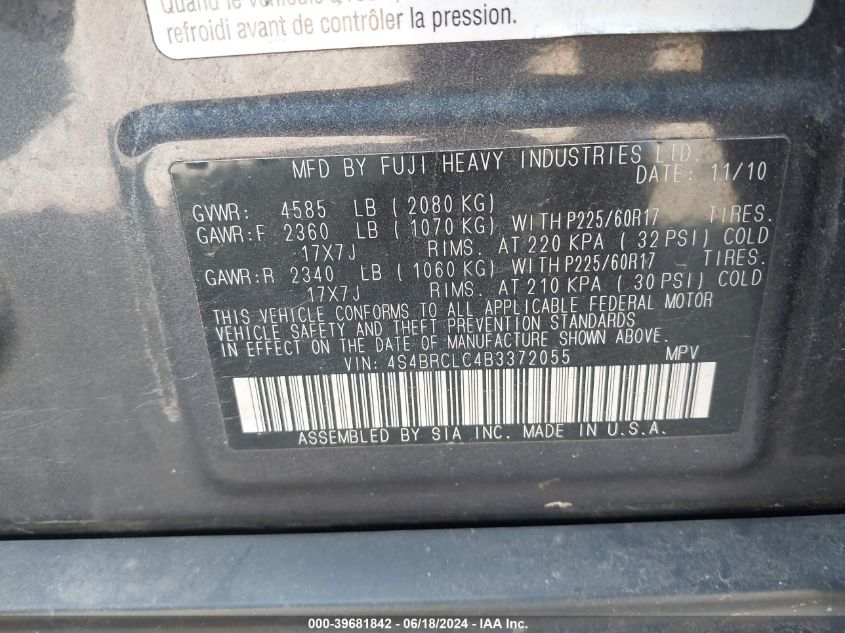 Quand le véhicule
refroidi avant de contrôler la pression.
MFD BY FUJI HEAVY INDUSTRIES LTD.
DATE: 11/10
GVWR: 4585 LB ( 2080 KG)
GAWR:F 2360 LB ( 1070 KG) WITH P225/60R17 TIRES.
17X7J RIMS. AT 220 KPA ( 32 PSI) COLD
GAWR:R 2340 LB ( 1060 KG) WITH P225/60R17 TIRES.
17X7J RIMS. AT 210 KPA ( 30 PSI) COLD
THIS VEHICLE CONFORMS TO ALL APPLICABLE FEDERAL MOTOR
VEHICLE SAFETY AND THEFT PREVENTION STANDARDS
IN EFFECT ON THE DATE OF MANUFACTURE SHOWN ABOVE.
VIN: 4S4BRCLC4B3372055 MPV
ASSEMBLED BY SIA INC. MADE IN U.S.A.
000-39681842 - 06/18/2024 - IAA Inc.